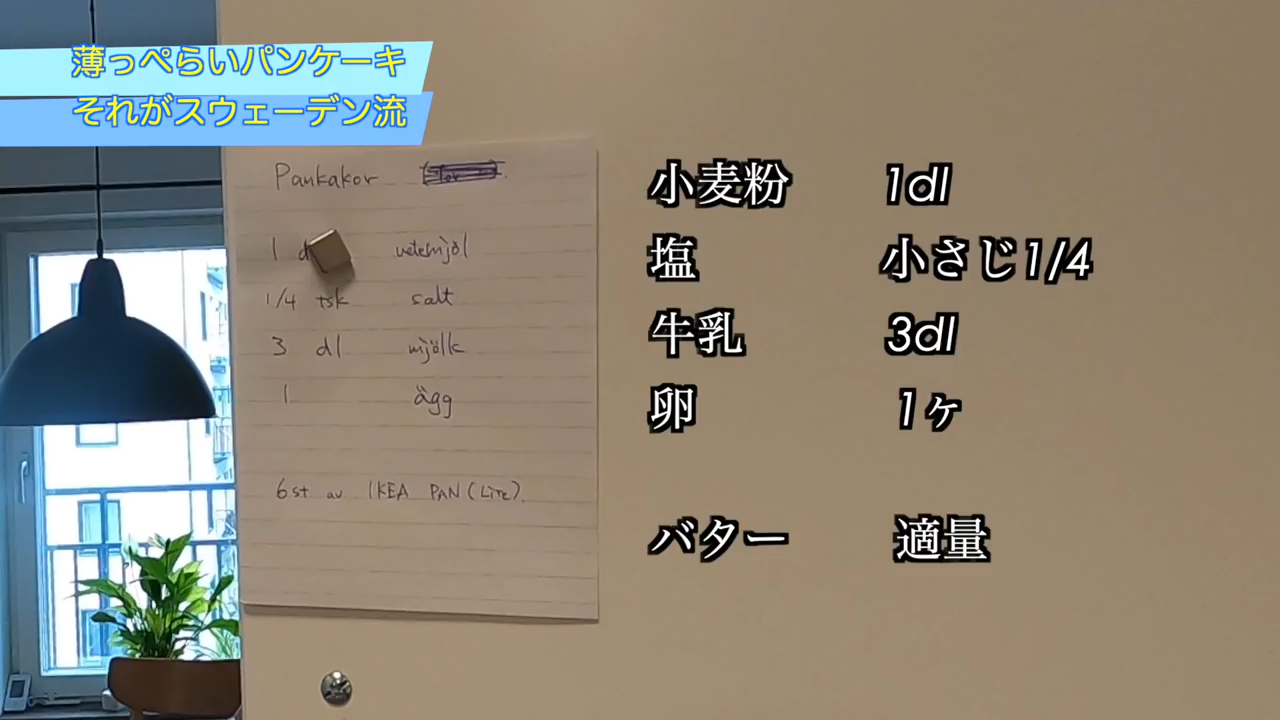 薄っぺらいパンケーキ
それがスウェーデン流
Pankakor
1 d vetemjöl
1/4 tsk salt
3 dl mjölk
1 ägg
6st av IKEA PAN (Lite).
小麦粉 1dl
塩 小さじ1/4
牛乳 3dl
卵 1ヶ
バター 適量